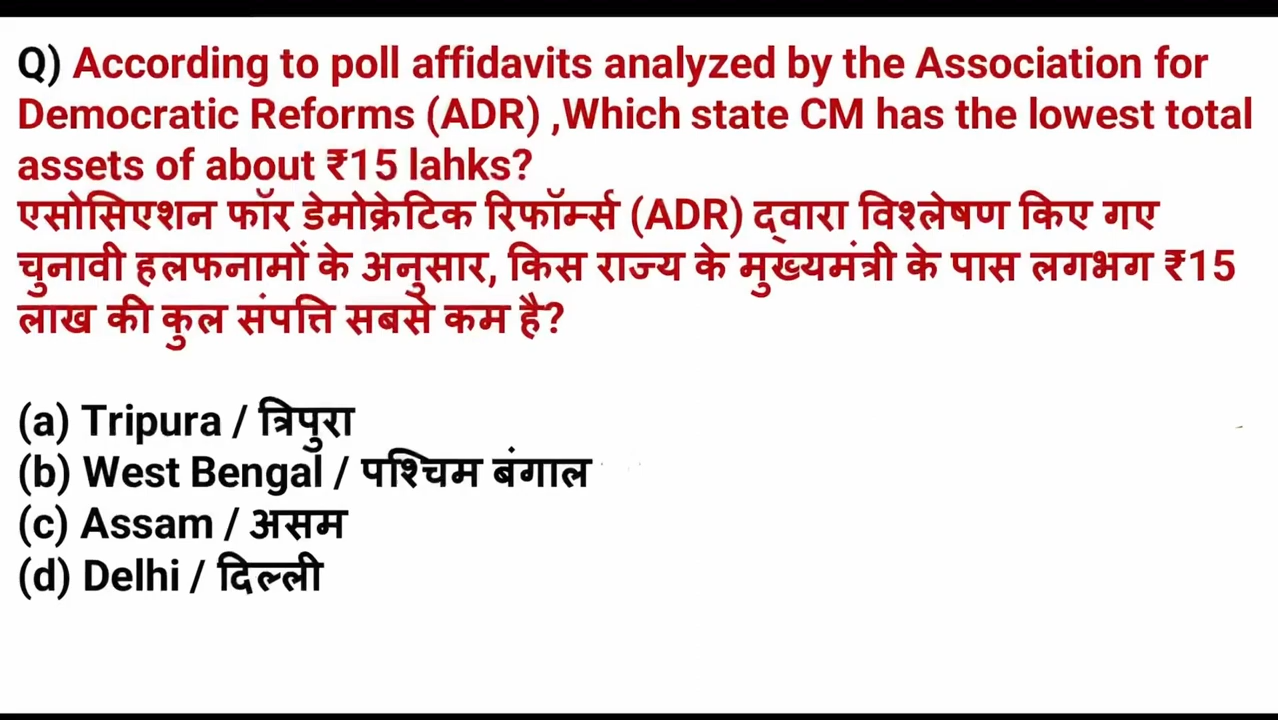 Q) According to poll affidavits analyzed by the Association for
Democratic Reforms (ADR) ,Which state CM has the lowest total
assets of about ₹15 lahks?
एसोसिएशन फॉर डेमोक्रेटिक रिफॉर्म्स (ADR) द्वारा विश्लेषण किए गए
चुनावी हलफनामों के अनुसार, किस राज्य के मुख्यमंत्री के पास लगभग ₹15
लाख की कुल संपत्ति सबसे कम है?
(a) Tripura / त्रिपुरा
(b) West Bengal / पश्चिम बंगाल
(c) Assam / असम
(d) Delhi / दिल्ली